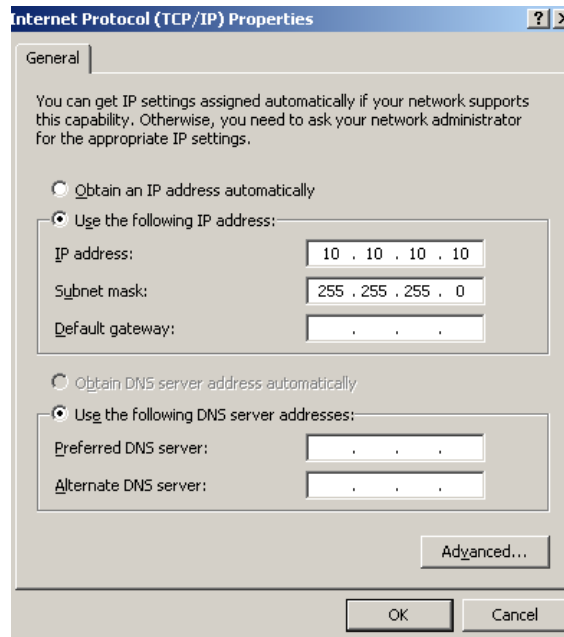 Internet Protocol (TCP/IP) Properties
General
You can get IP settings assigned automatically if your network supports
this capability. Otherwise, you need to ask your network administrator
for the appropriate IP settings.
Obtain an IP address automatically
Use the following IP address:
IP address: 10 . 10 . 10 . 10
Subnet mask: 255 . 255 . 255 . 0
Default gateway: . . .
Obtain DNS server address automatically
Use the following DNS server addresses:
Preferred DNS server: . . .
Alternate DNS server: . . .
Advanced...
OK Cancel